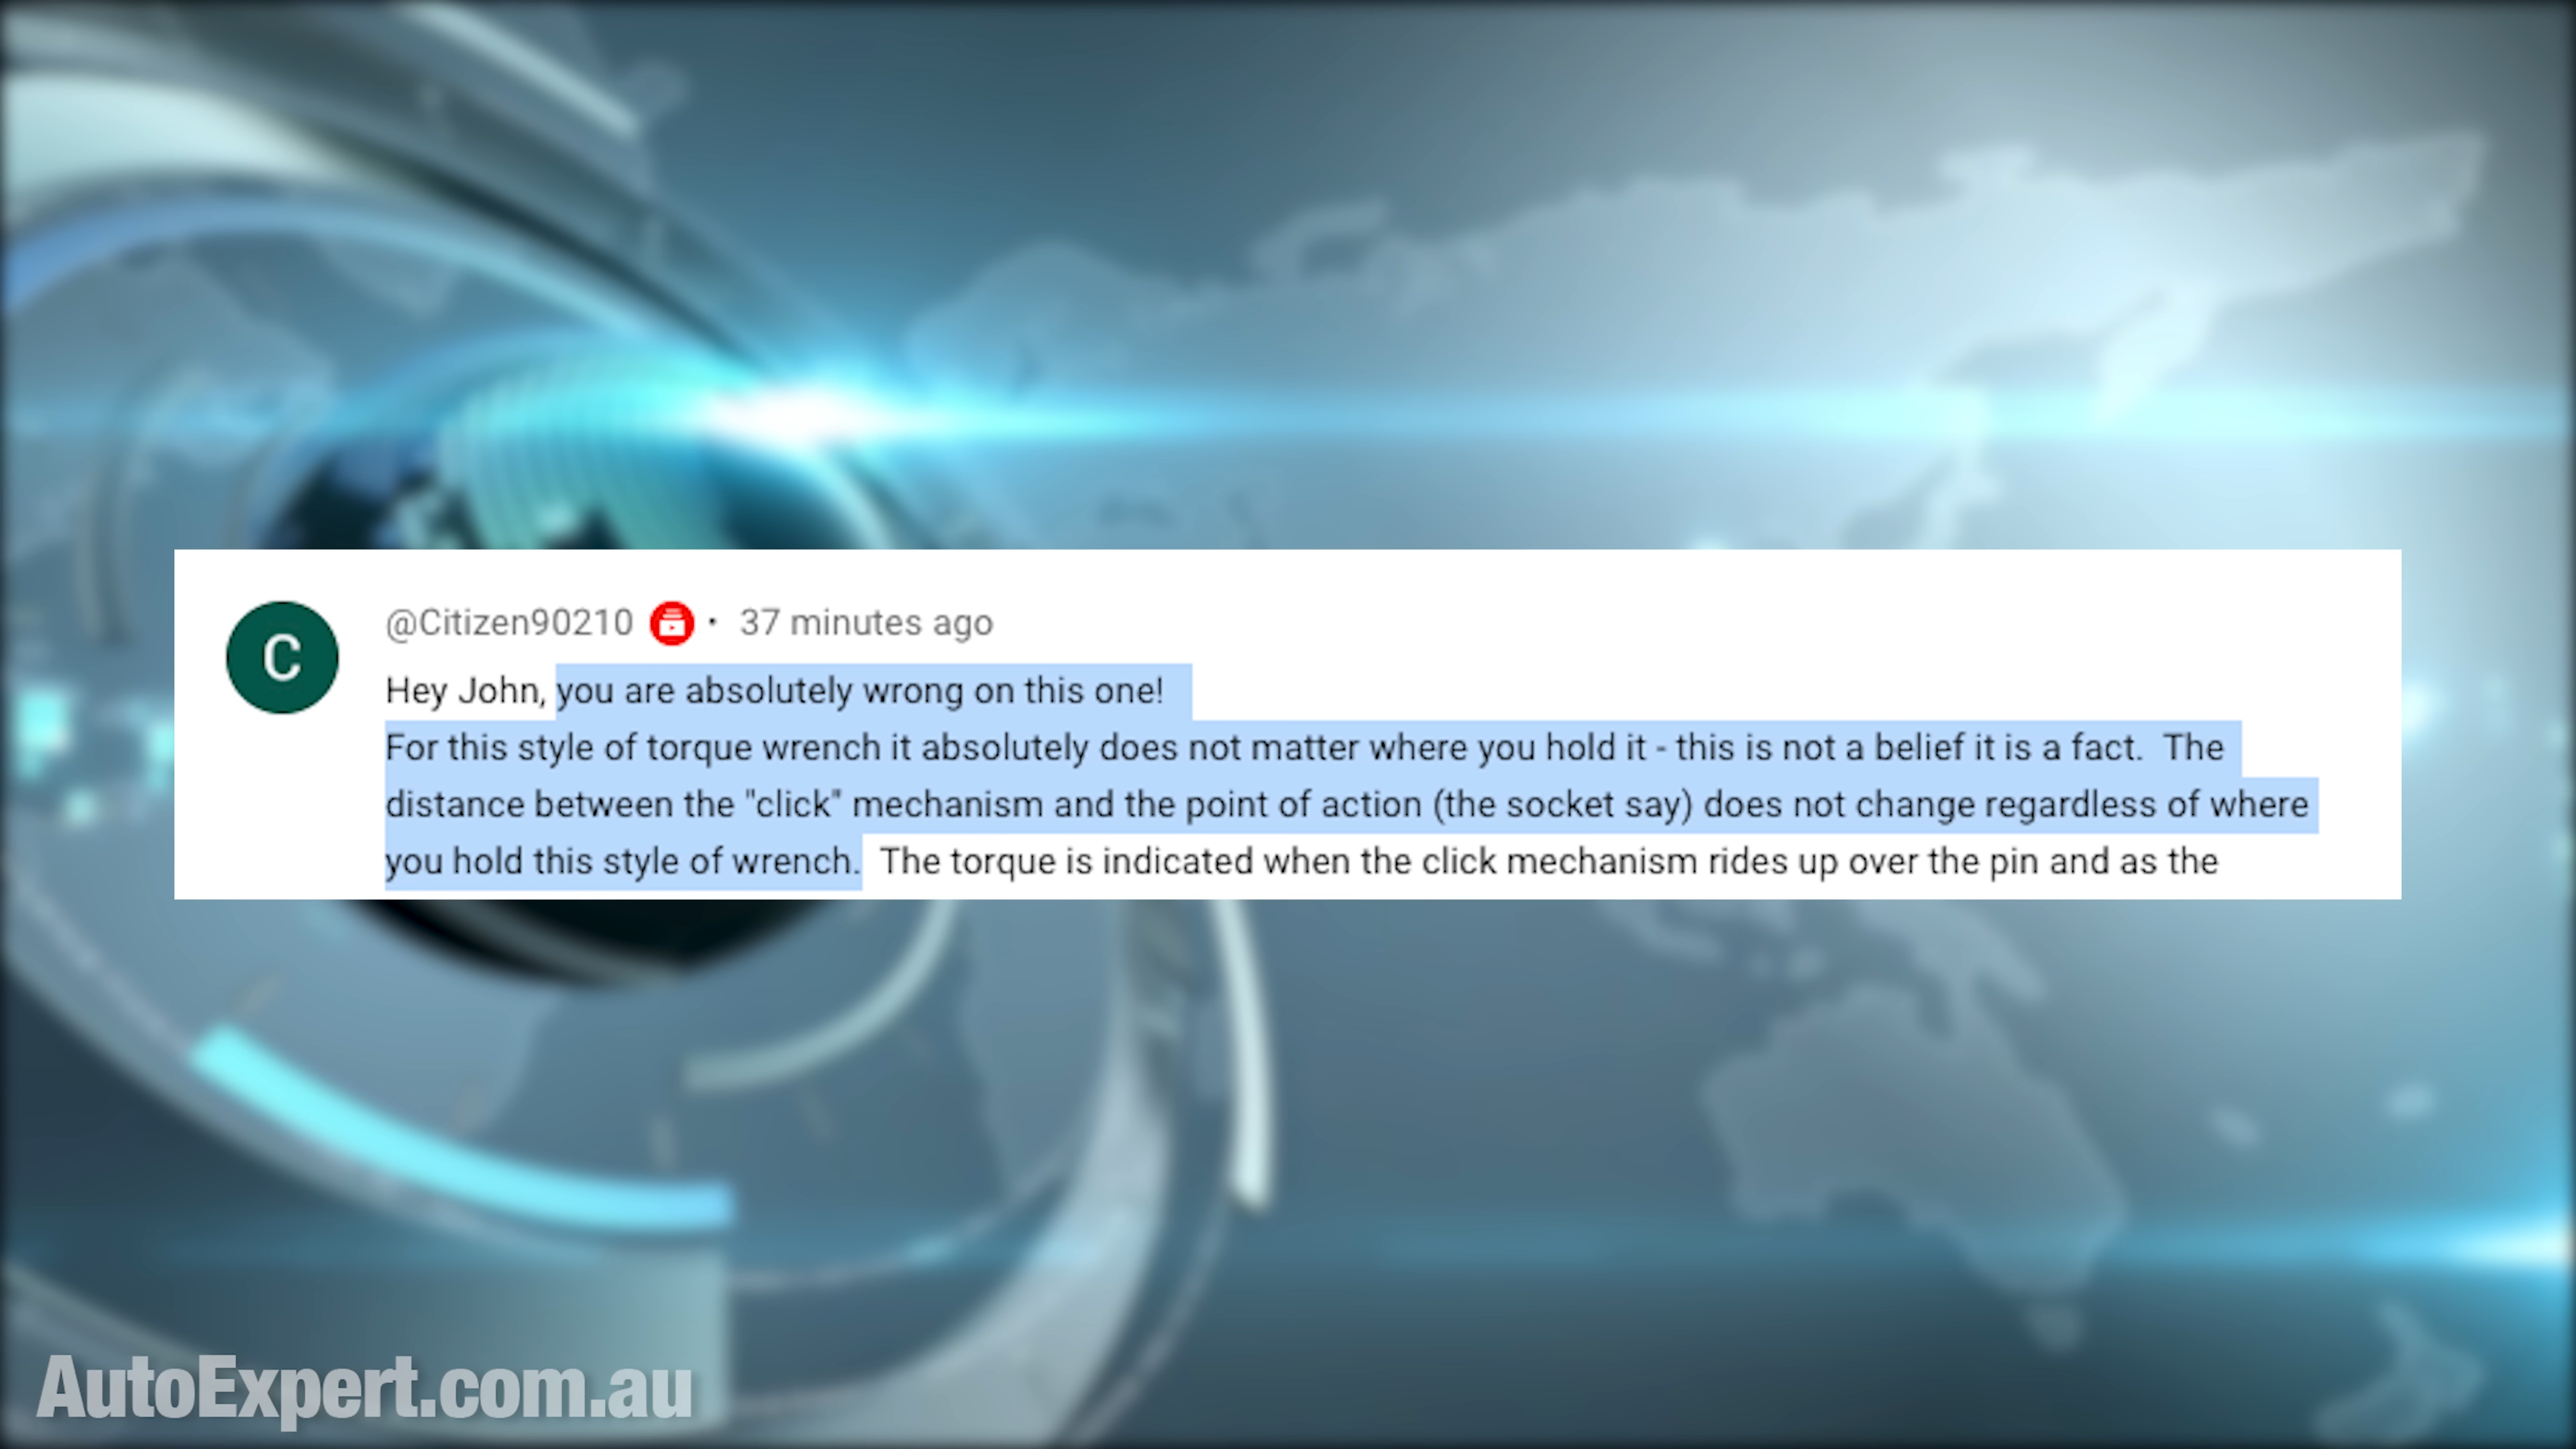 @Citizen90210 · 37 minutes ago
Hey John, you are absolutely wrong on this one!
For this style of torque wrench it absolutely does not matter where you hold it - this is not a belief it is a fact.  The
distance between the "click" mechanism and the point of action (the socket say) does not change regardless of where
you hold this style of wrench.  The torque is indicated when the click mechanism rides up over the pin and as the
C
AutoExpert.com.au